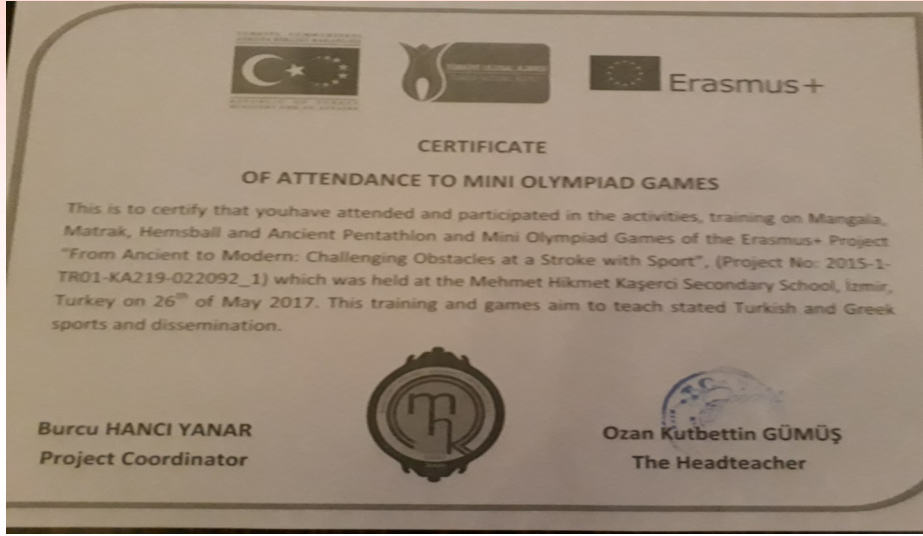 TÜRKİYE ULUSAL AJANSI
Erasmus+
CERTIFICATE
OF ATTENDANCE TO MINI OLYMPIAD GAMES
This is to certify that youhave attended and participated in the activities, training on Mangala,
Matrak, Hemsball and Ancient Pentathlon and Mini Olympiad Games of the Erasmus+ Project
"From Ancient to Modern: Challenging Obstacles at a Stroke with Sport", (Project No: 2015-1-
TR01-KA219-022092_1) which was held at the Mehmet Hikmet Kaşerci Secondary School, İzmir,
Turkey on 26th of May 2017. This training and games aim to teach stated Turkish and Greek
sports and dissemination.
Burcu HANCI YANAR
Project Coordinator
Ozan Kutbettin GÜMÜŞ
The Headteacher